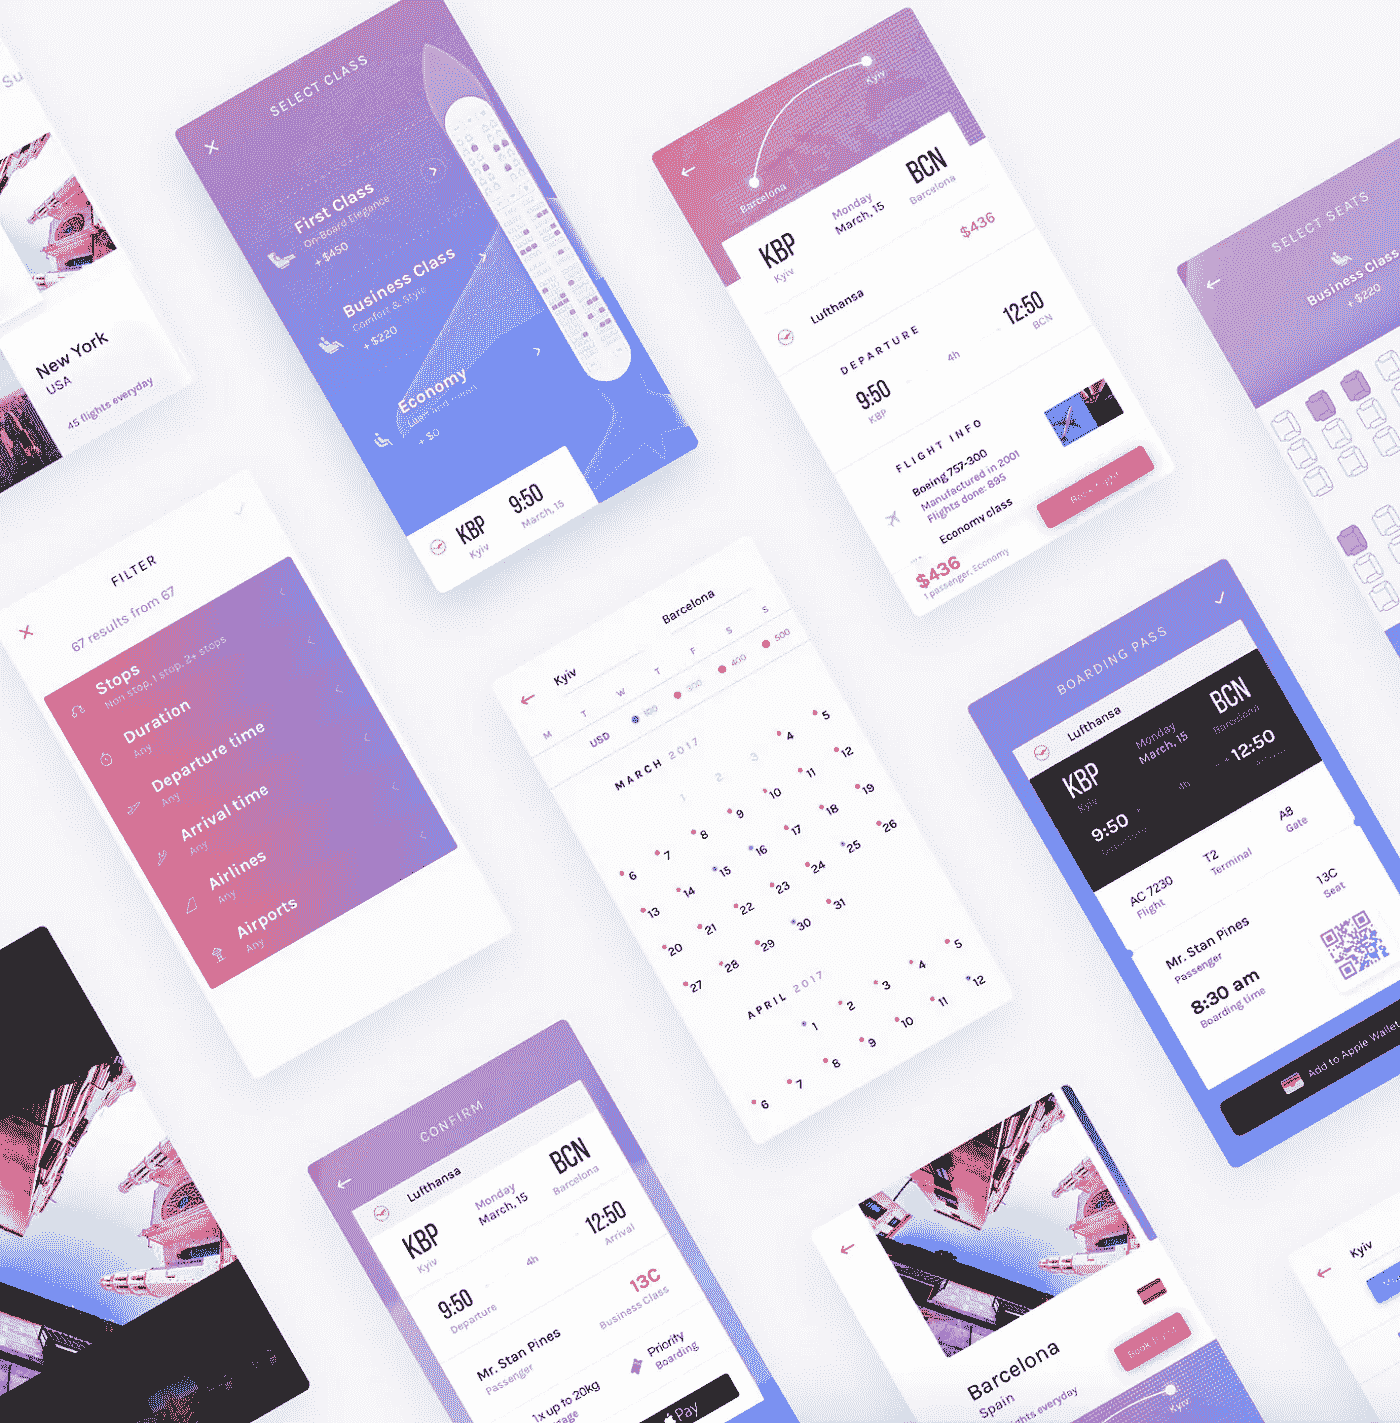 Su
New York
USA
45 flights everyday
SELECT CLASS
First Class
On-Board Elegance
+ $450
Business Class
Comfort & Style
+ $220
Economy
+ $0
KBP
Kyiv
9:50
March, 15
Kyiv
Barcelona
KBP
Kyiv
Monday
March, 15
BCN
Barcelona
$436
Lufthansa
DEPARTURE
9:50
KBP
4h
12:50
BCN
FLIGHT INFO
Boeing 757-300
Manufactured in 2001
Flights done: 895
Economy class
$436
1 passenger, Economy
Book flight
SELECT SEATS
Business Class
+ $220
FILTER
67 results from 67
Stops
Non stop, 1 stop, 2+ stops
Duration
Any
Departure time
Any
Arrival time
Any
Airlines
Any
Airports
Any
Kyiv
Barcelona
M T W T F S S
USD 300 400 500
MARCH 2017
1 2 3 4 5
6 7 8 9 10 11 12
13 14 15 16 17 18 19
20 21 22 23 24 25 26
27 28 29 30 31
APRIL 2017
1 2 3 4 5
6 7 8 9 10 11 12
BOARDING PASS
Lufthansa
KBP
Kyiv
Monday
March, 15
BCN
Barcelona
9:50
4h
12:50
AC 7230
Flight
T2
Terminal
A8
Gate
Mr. Stan Pines
Passenger
13C
Seat
8:30 am
Boarding time
Add to Apple Wallet
CONFIRM
Lufthansa
KBP
Kyiv
Monday
March, 15
BCN
Barcelona
9:50
Departure
4h
12:50
Arrival
Mr. Stan Pines
Passenger
13C
Business Class
1x up to 20kg
Priority
Boarding
Pay
Barcelona
Spain
flights everyday
Kyiv
Kyiv